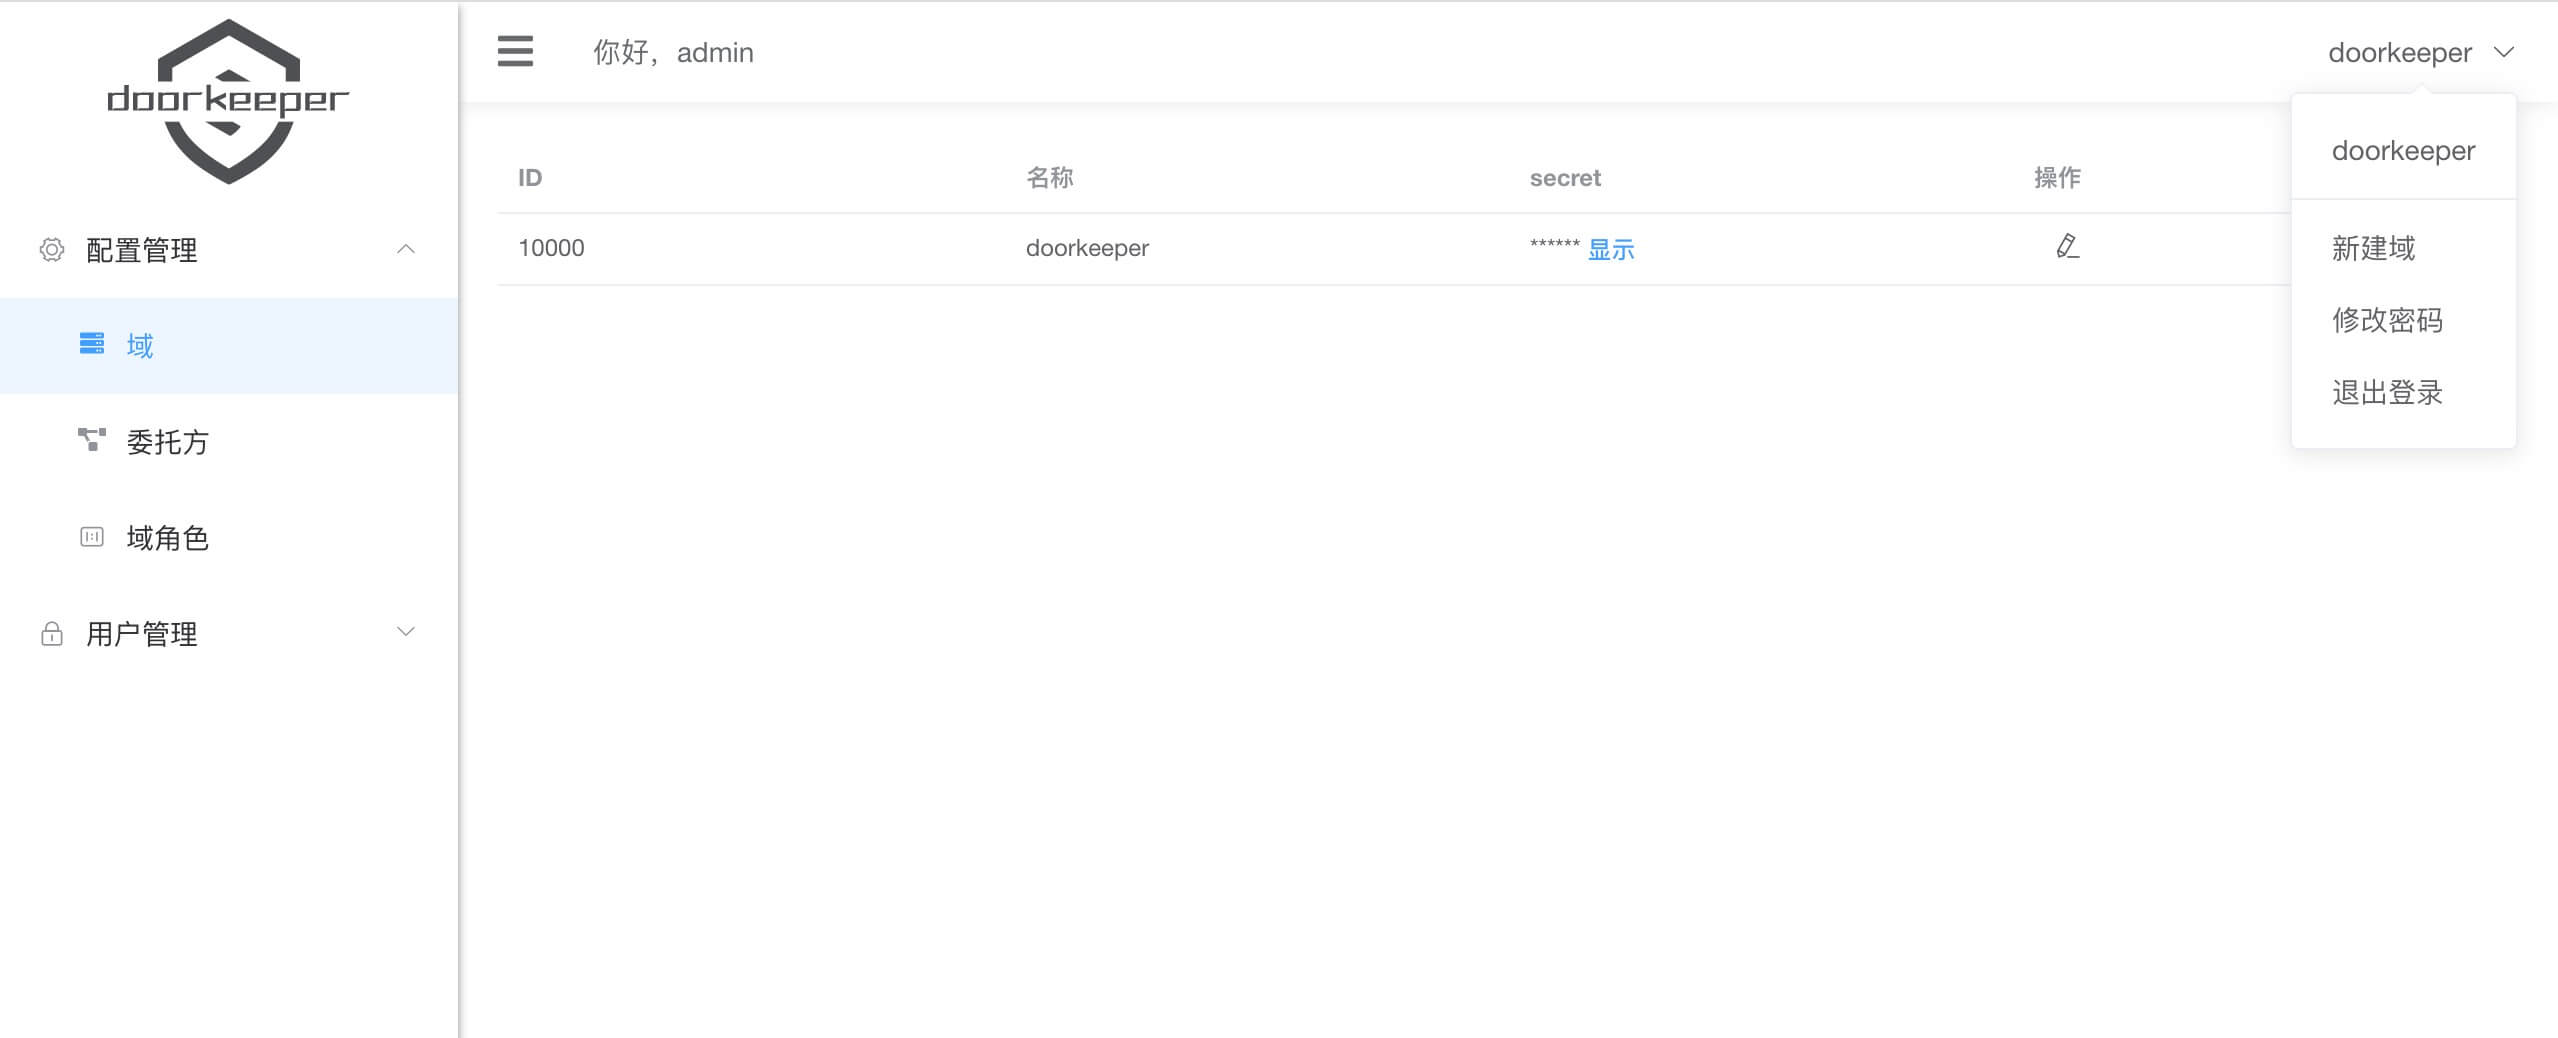 doorkeeper
你好，admin
doorkeeper
配置管理
域
委托方
域角色
用户管理
ID 名称 secret 操作
10000 doorkeeper ****** 显示
doorkeeper
新建域
修改密码
退出登录